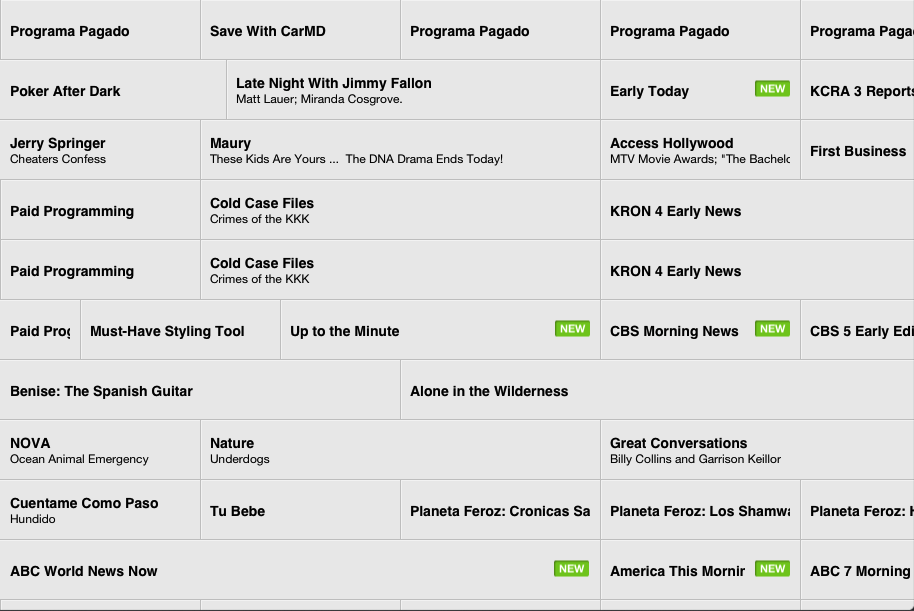 Programa Pagado
Save With CarMD
Programa Pagado
Programa Pagado
Programa Paga
Poker After Dark
Late Night With Jimmy Fallon
Matt Lauer; Miranda Cosgrove.
Early Today
NEW
KCRA 3 Reports
Jerry Springer
Cheaters Confess
Maury
These Kids Are Yours ... The DNA Drama Ends Today!
Access Hollywood
MTV Movie Awards; "The Bachelo
First Business
Paid Programming
Cold Case Files
Crimes of the KKK
KRON 4 Early News
Paid Programming
Cold Case Files
Crimes of the KKK
KRON 4 Early News
Paid Prog
Must-Have Styling Tool
Up to the Minute
NEW
CBS Morning News
NEW
CBS 5 Early Edi
Benise: The Spanish Guitar
Alone in the Wilderness
NOVA
Ocean Animal Emergency
Nature
Underdogs
Great Conversations
Billy Collins and Garrison Keillor
Cuentame Como Paso
Hundido
Tu Bebe
Planeta Feroz: Cronicas Sa
Planeta Feroz: Los Shamwa
Planeta Feroz: H
ABC World News Now
NEW
America This Mornin
NEW
ABC 7 Morning